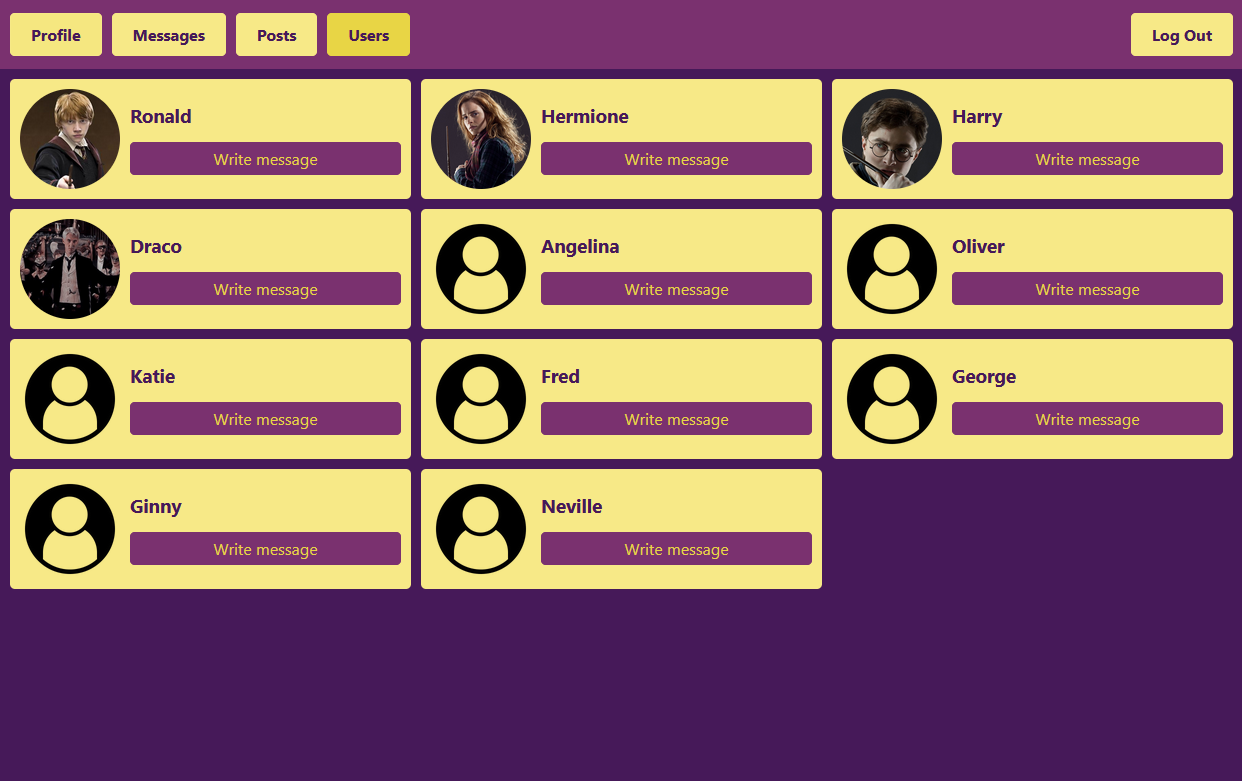 Profile Messages Posts Users Log Out
Ronald
Write message
Hermione
Write message
Harry
Write message
Draco
Write message
Angelina
Write message
Oliver
Write message
Katie
Write message
Fred
Write message
George
Write message
Ginny
Write message
Neville
Write message